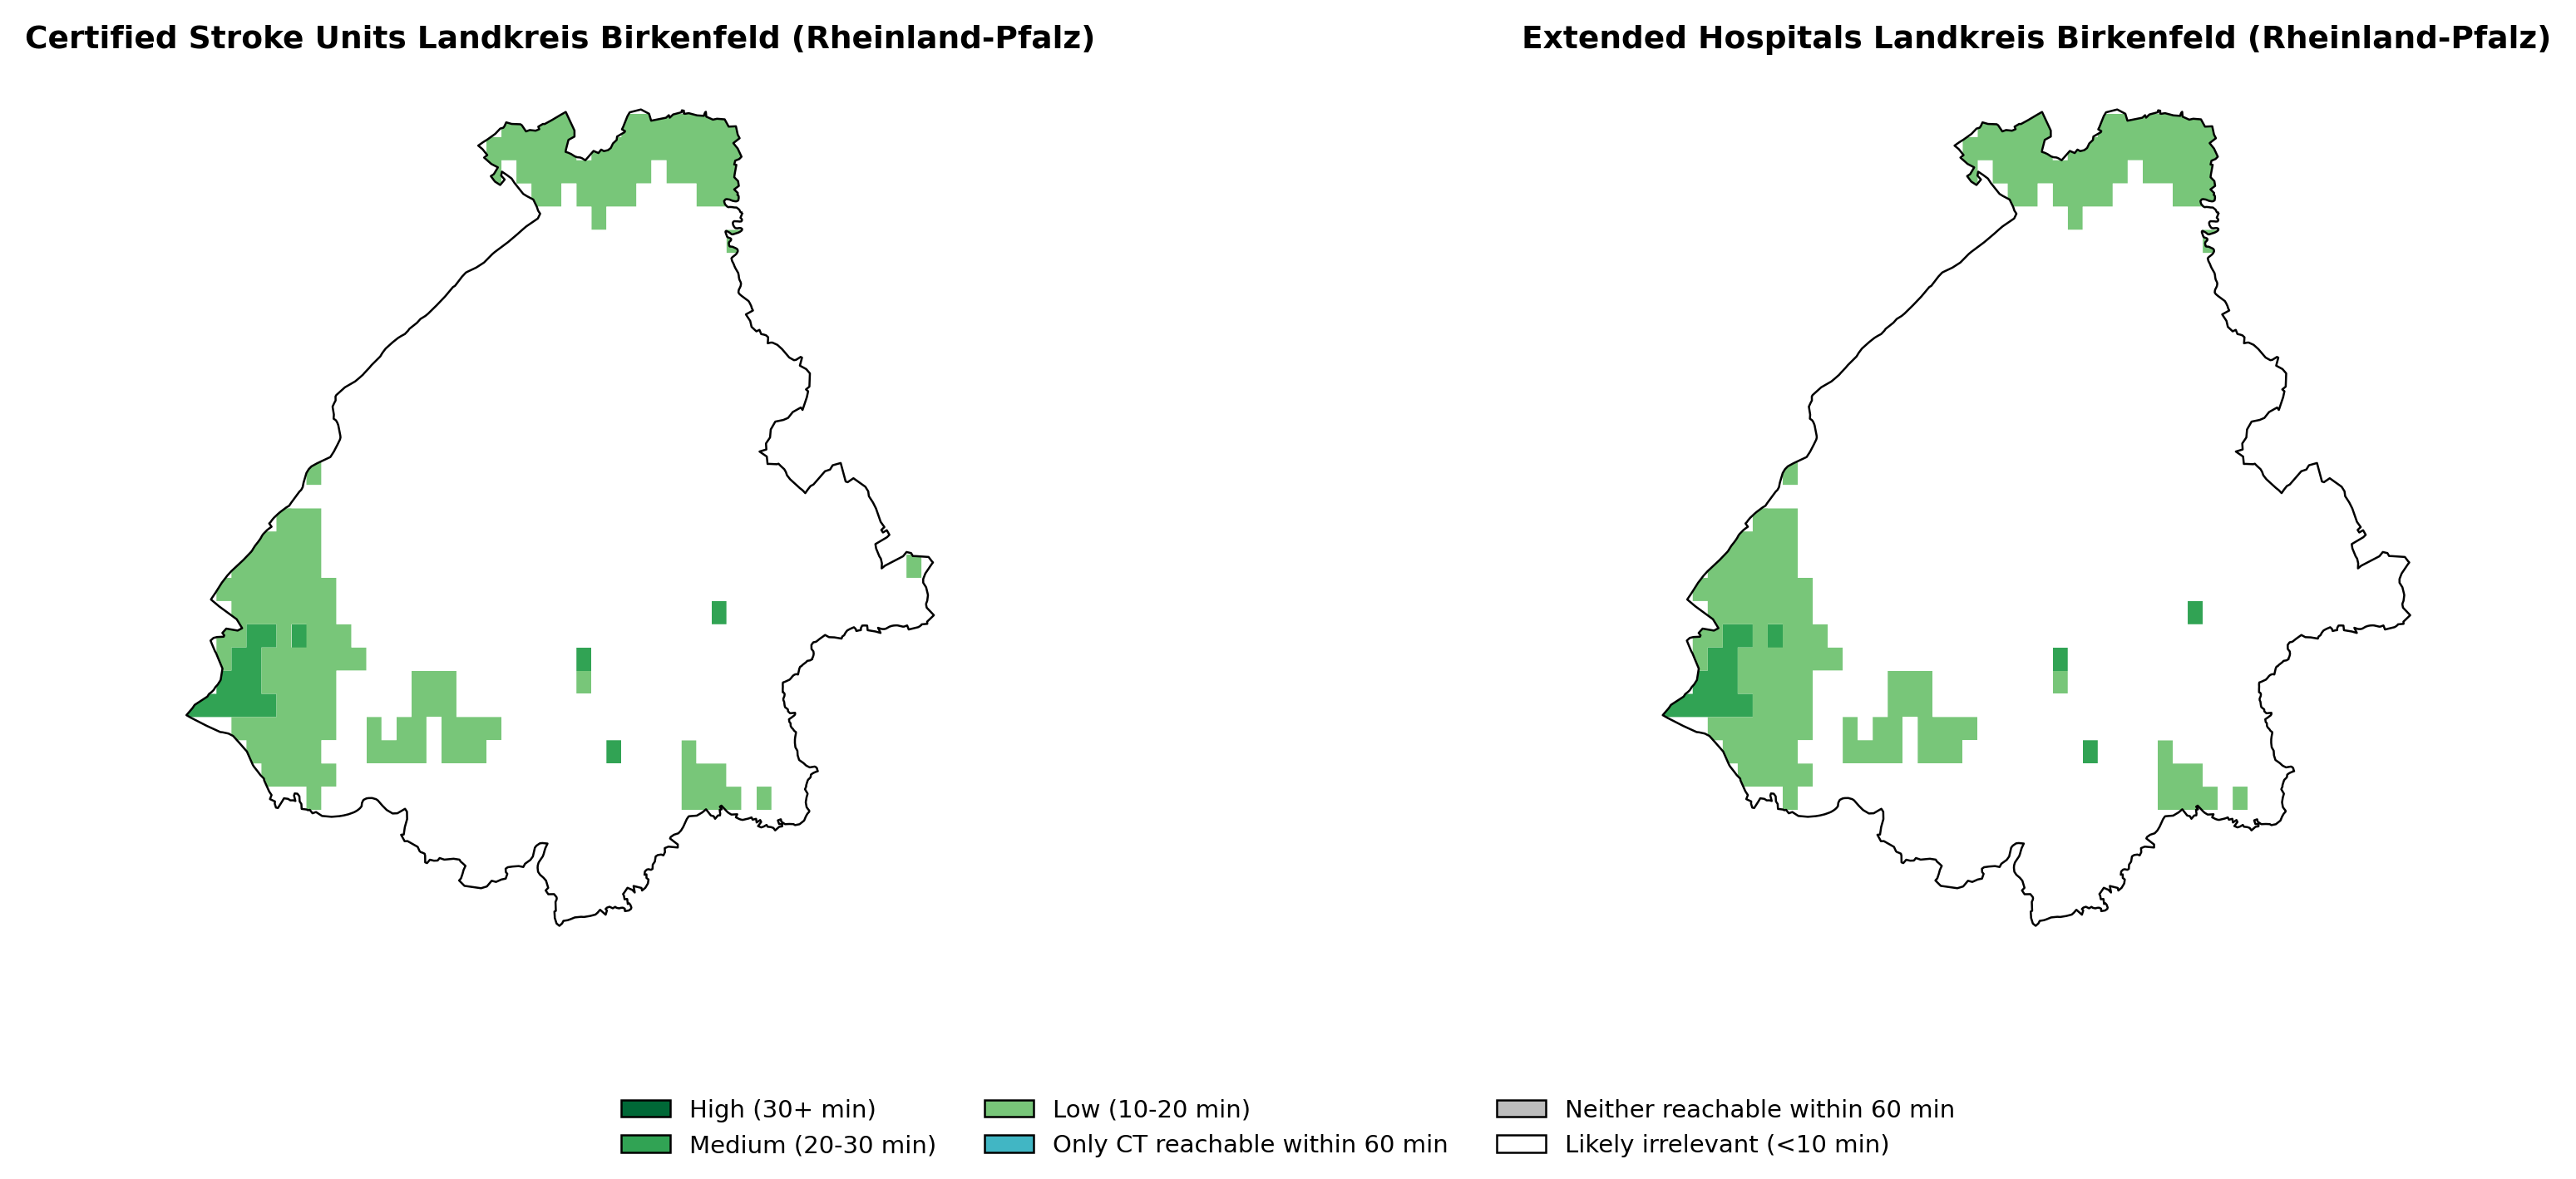 Certified Stroke Units Landkreis Birkenfeld (Rheinland-Pfalz)
Extended Hospitals Landkreis Birkenfeld (Rheinland-Pfalz)
High (30+ min)
Medium (20-30 min)
Low (10-20 min)
Only CT reachable within 60 min
Neither reachable within 60 min
Likely irrelevant (<10 min)